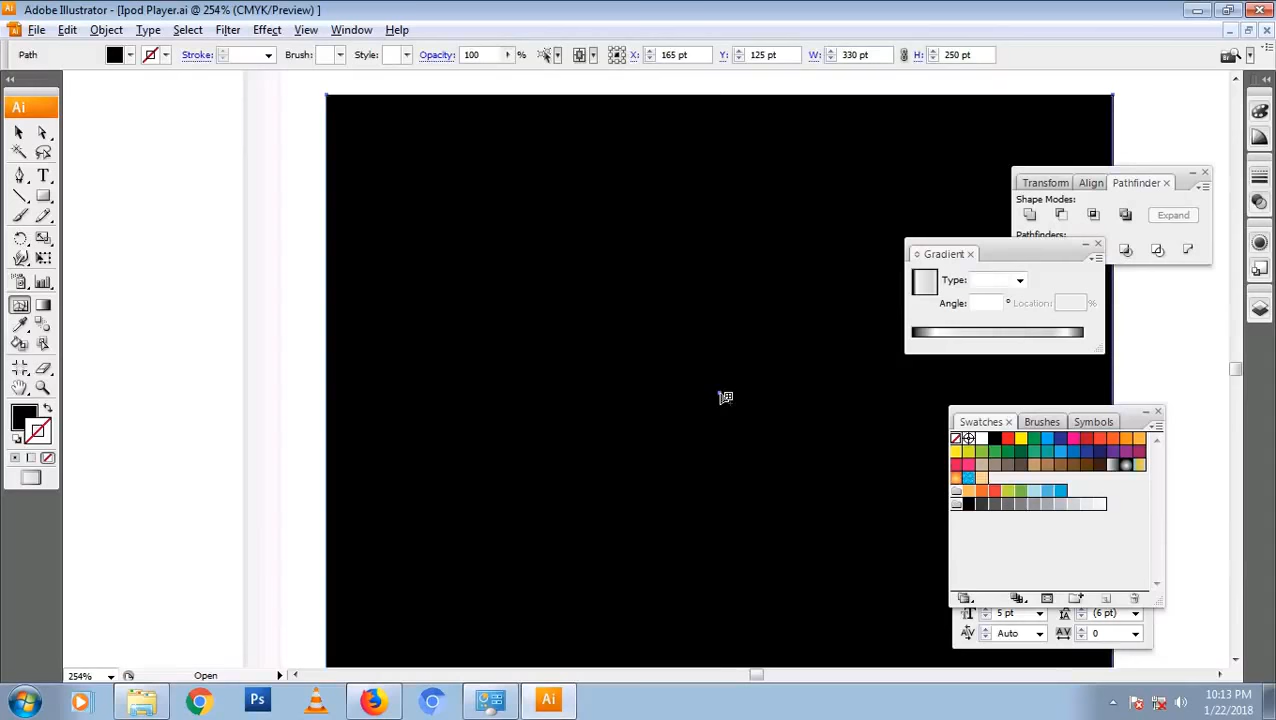 Adobe Illustrator - [Ipod Player.ai @ 254% (CMYK/Preview) ]
File Edit Object Type Select Filter Effect View Window Help
Path Stroke: Brush: Style: Opacity: 100 % X: 165 pt Y: 125 pt W: 330 pt H: 250 pt
Ai
Transform Align Pathfinder
Shape Modes:
Expand
Pathfinders:
Gradient
Type:
Angle: ° Location: %
Swatches Brushes Symbols
5 pt (6 pt)
Auto 0
254% Open
Ps Ai
10:13 PM
1/22/2018